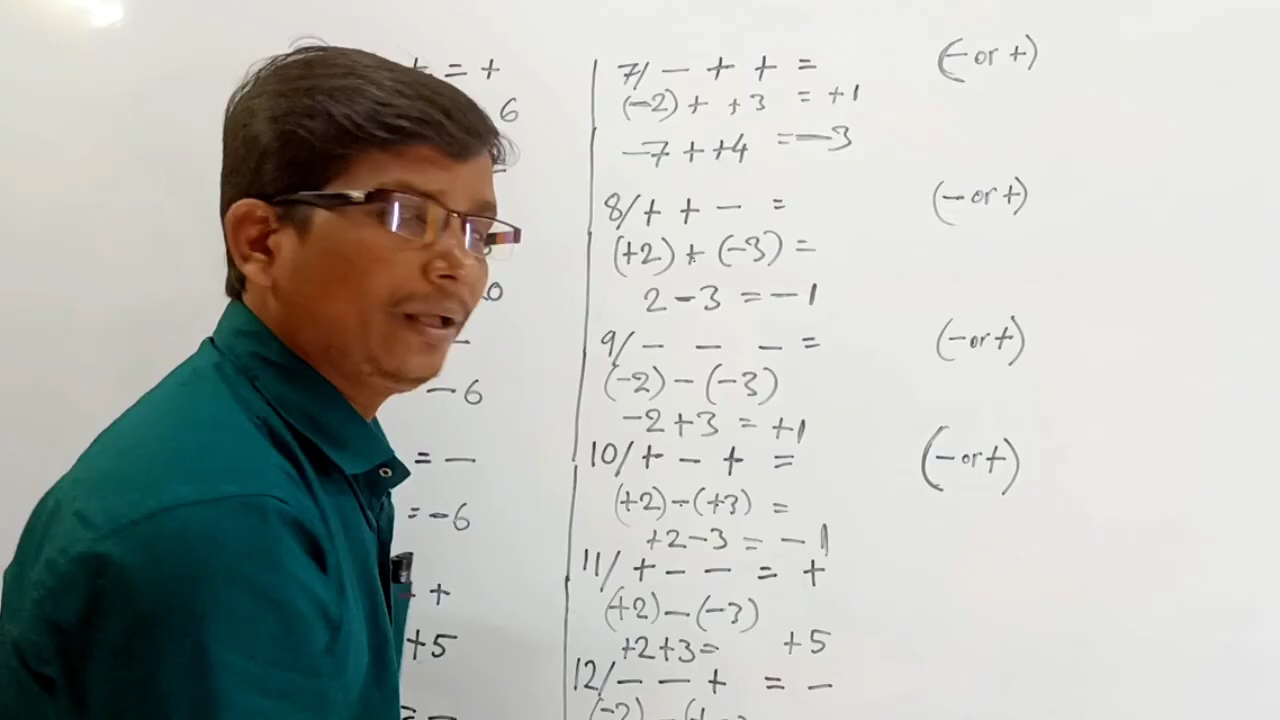 + = +
6
0
-
- 6
= -
= -6
+
+5
= -
7/ - + + = (- or +)
(-2) + +3 = +1
-7 + +4 = -3
8/ + + - = (- or +)
(+2) + (-3) =
2 - 3 = -1
9/ - - - = (- or +)
(-2) - (-3)
-2 + 3 = +1
10/ + - + = (- or +)
(+2) - (+3) =
+2 - 3 = -1
11/ + - - = +
(+2) - (-3)
+2 + 3 = +5
12/ - - + = -
(-2) - (+